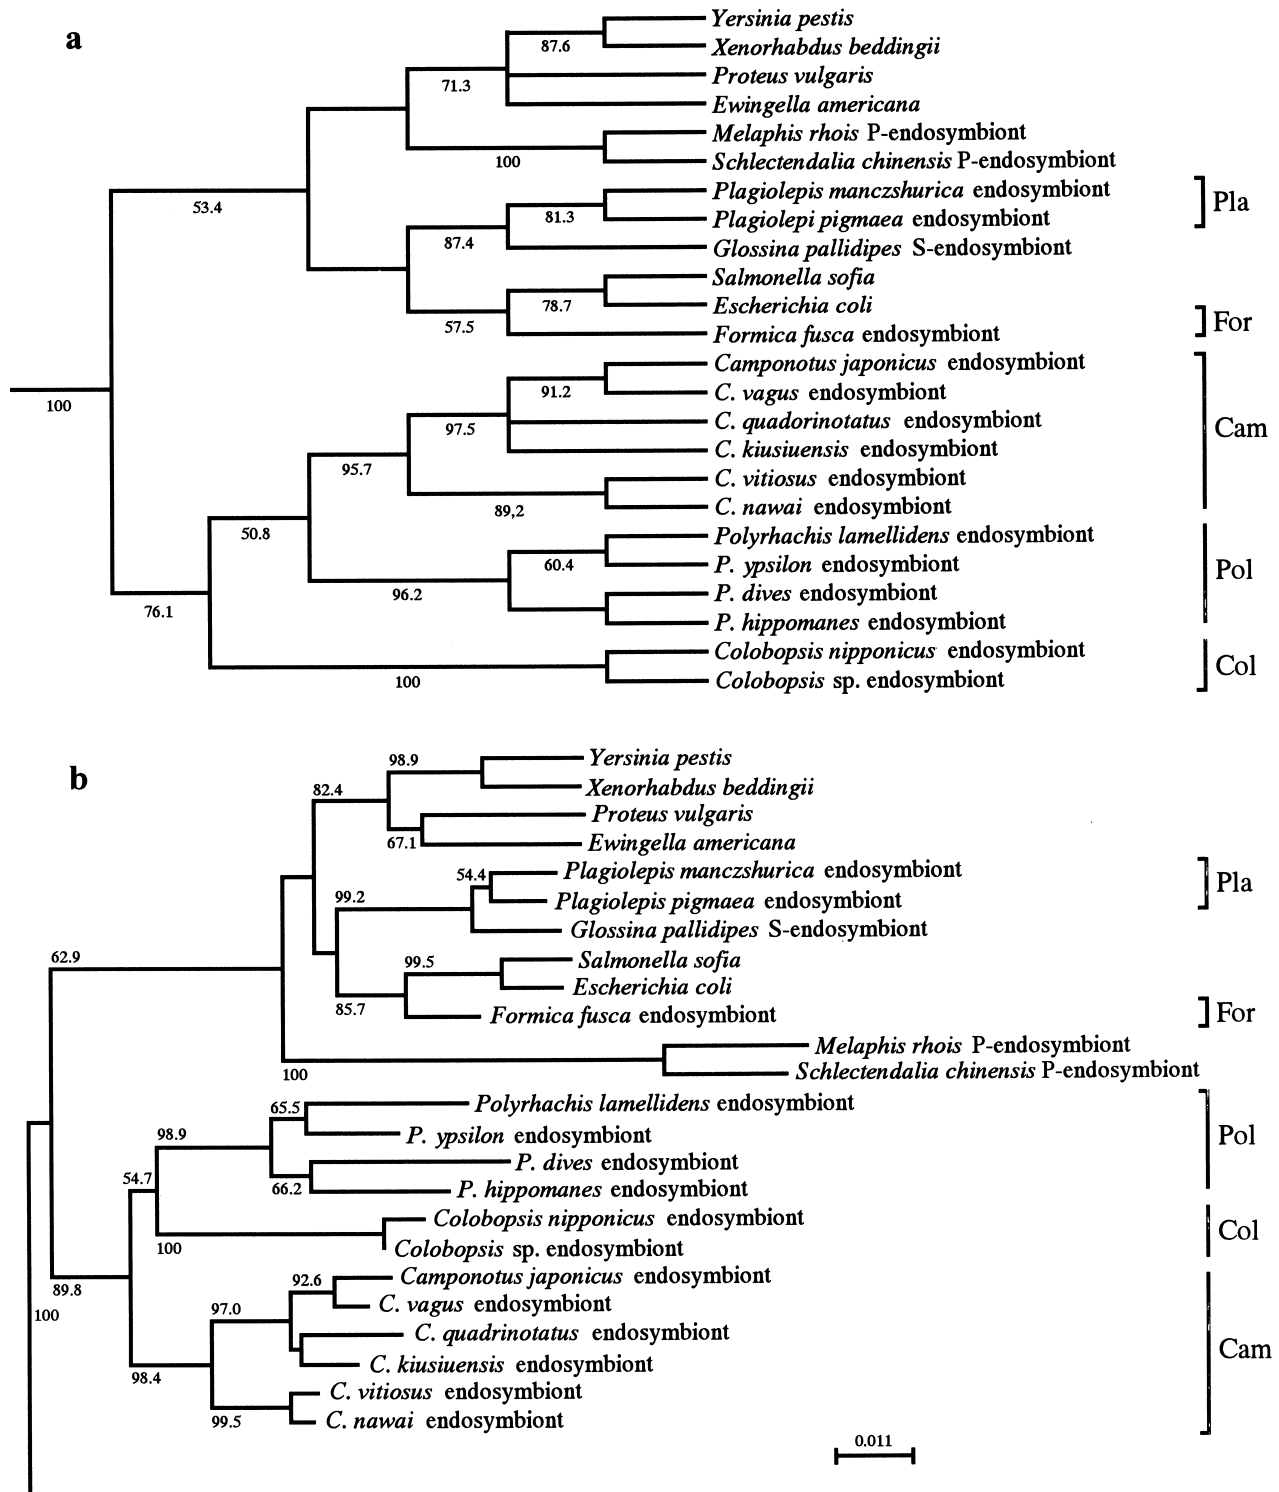 a
Yersinia pestis
87.6
Xenorhabdus beddingii
71.3
Proteus vulgaris
Ewingella americana
Melaphis rhois P-endosymbiont
100
Schlectendalia chinensis P-endosymbiont
Plagiolepis manczshurica endosymbiont
Pla
53.4
81.3
Plagiolepi pigmaea endosymbiont
87.4
Glossina pallidipes S-endosymbiont
Salmonella sofia
78.7
Escherichia coli
For
57.5
Formica fusca endosymbiont
Camponotus japonicus endosymbiont
100
91.2
C. vagus endosymbiont
97.5
C. quadorinotatus endosymbiont
Cam
C. kiusiuensis endosymbiont
95.7
C. vitiosus endosymbiont
89,2
C. nawai endosymbiont
50.8
Polyrhachis lamellidens endosymbiont
60.4
P. ypsilon endosymbiont
Pol
96.2
P. dives endosymbiont
76.1
P. hippomanes endosymbiont
Colobopsis nipponicus endosymbiont
Col
100
Colobopsis sp. endosymbiont
b
98.9
Yersinia pestis
82.4
Xenorhabdus beddingii
Proteus vulgaris
67.1
Ewingella americana
54.4
Plagiolepis manczshurica endosymbiont
Pla
99.2
Plagiolepis pigmaea endosymbiont
Glossina pallidipes S-endosymbiont
62.9
99.5
Salmonella sofia
Escherichia coli
85.7
Formica fusca endosymbiont
For
Melaphis rhois P-endosymbiont
100
Schlectendalia chinensis P-endosymbiont
65.5
Polyrhachis lamellidens endosymbiont
98.9
P. ypsilon endosymbiont
Pol
54.7
P. dives endosymbiont
66.2
P. hippomanes endosymbiont
Colobopsis nipponicus endosymbiont
Col
100
Colobopsis sp. endosymbiont
89.8
92.6
Camponotus japonicus endosymbiont
100
97.0
C. vagus endosymbiont
C. quadrinotatus endosymbiont
Cam
98.4
C. kiusiuensis endosymbiont
C. vitiosus endosymbiont
99.5
C. nawai endosymbiont
0.011